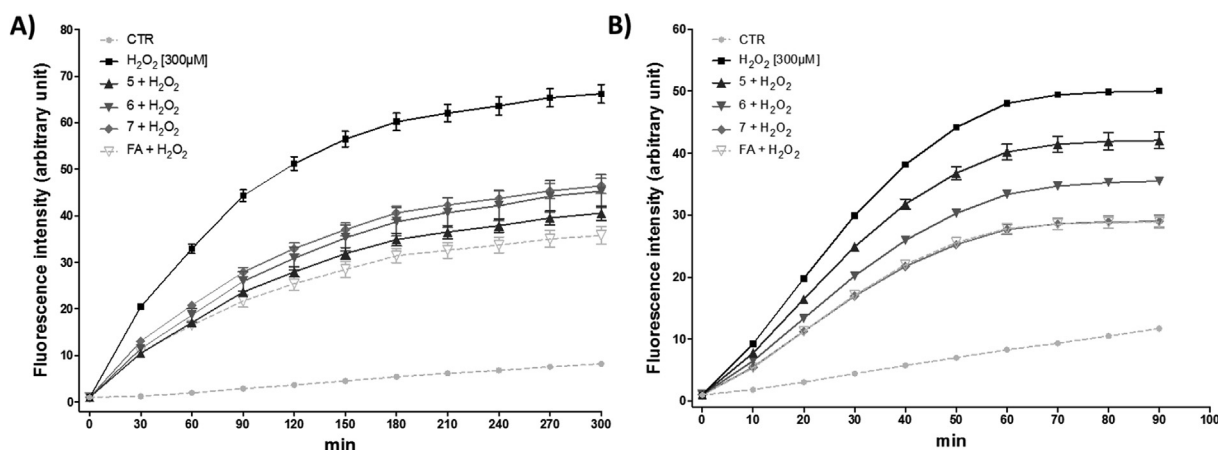 A)
CTR
H₂O₂ [300μM]
5 + H₂O₂
6 + H₂O₂
7 + H₂O₂
FA + H₂O₂
Fluorescence intensity (arbitrary unit)
80
70
60
50
40
30
20
10
0
0 30 60 90 120 150 180 210 240 270 300
min
B)
CTR
H₂O₂ [300μM]
5 + H₂O₂
6 + H₂O₂
7 + H₂O₂
FA + H₂O₂
Fluorescence intensity (arbitrary unit)
60
50
40
30
20
10
0
0 10 20 30 40 50 60 70 80 90 100
min